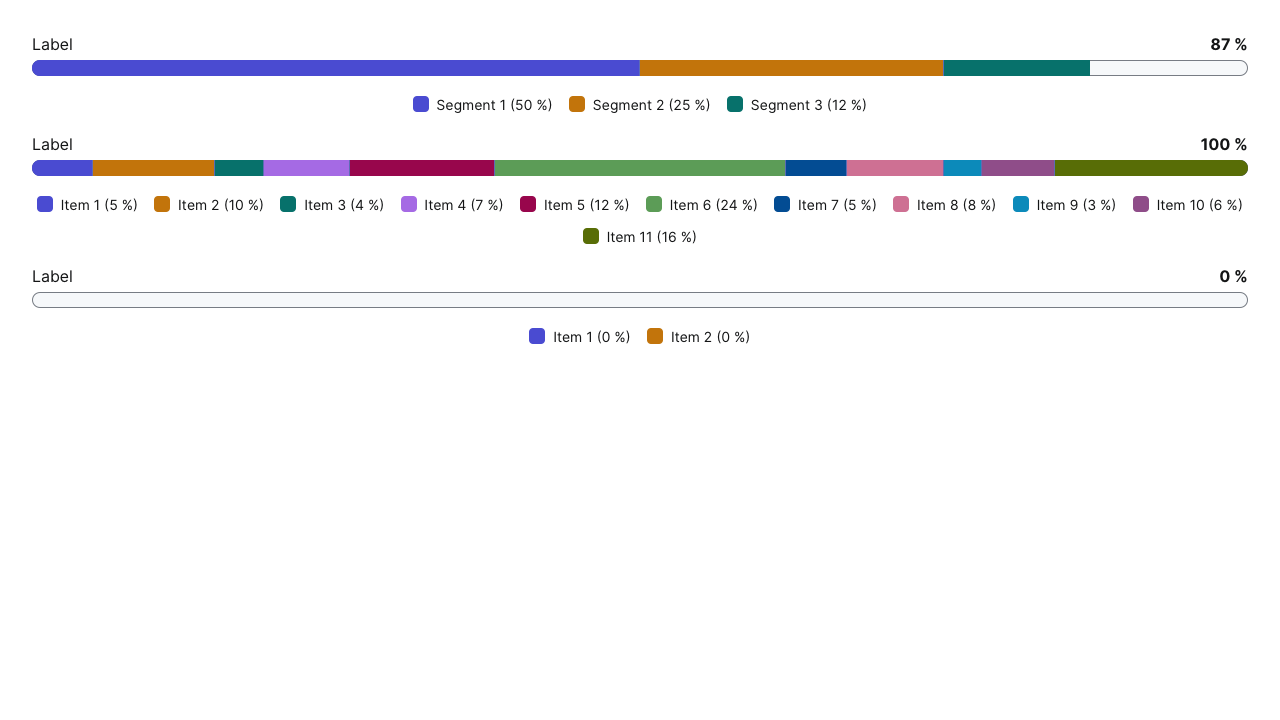 Label 87 %
Segment 1 (50 %) Segment 2 (25 %) Segment 3 (12 %)
Label 100 %
Item 1 (5 %) Item 2 (10 %) Item 3 (4 %) Item 4 (7 %) Item 5 (12 %) Item 6 (24 %) Item 7 (5 %) Item 8 (8 %) Item 9 (3 %) Item 10 (6 %)
Item 11 (16 %)
Label 0 %
Item 1 (0 %) Item 2 (0 %)